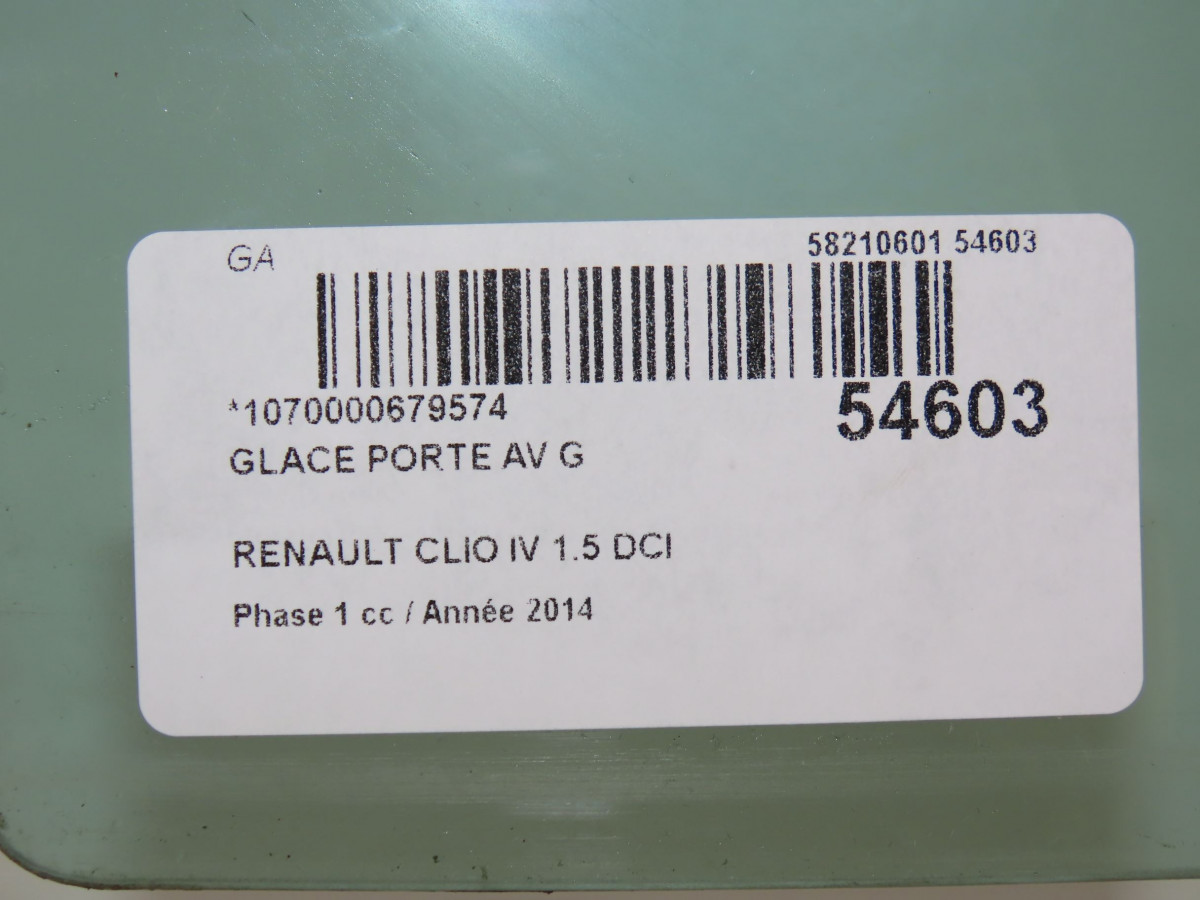 GA
58210601 54603
*1070000679574
54603
GLACE PORTE AV G
RENAULT CLIO IV 1.5 DCI
Phase 1 cc / Année 2014